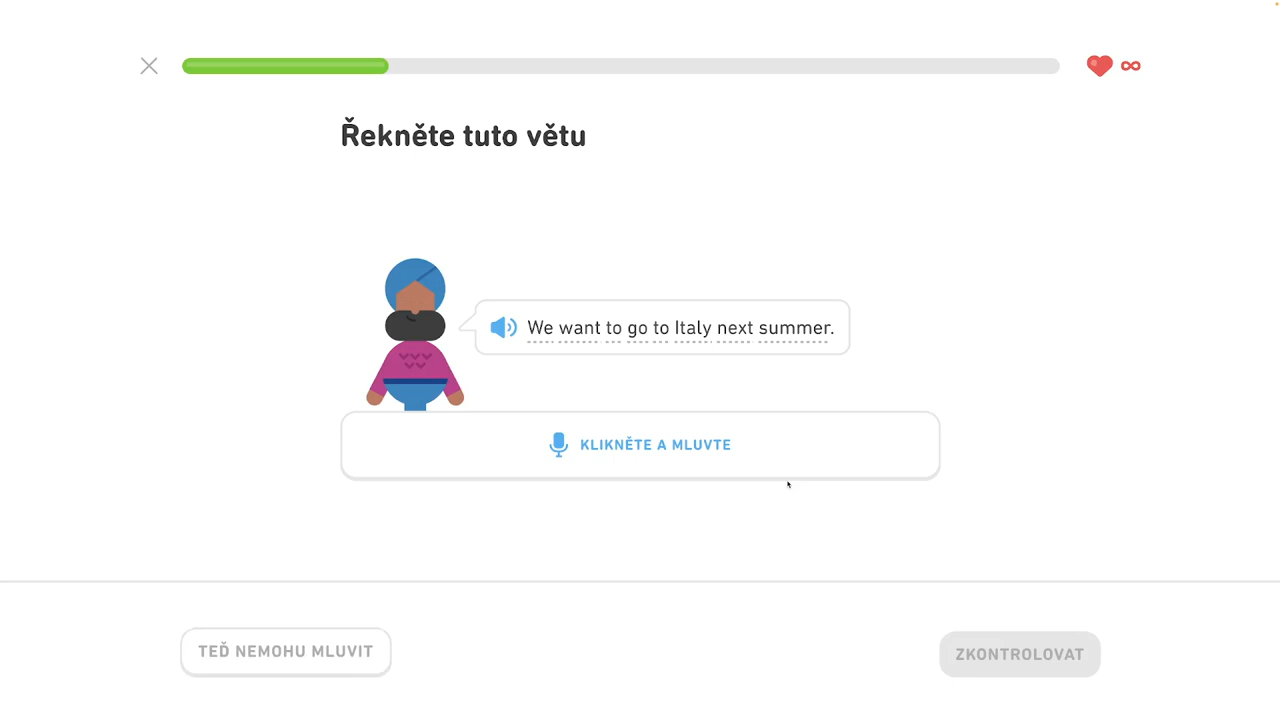 Řekněte tuto větu
We want to go to Italy next summer.
KLIKNĚTE A MLUVTE
TEĎ NEMOHU MLUVIT
ZKONTROLOVAT